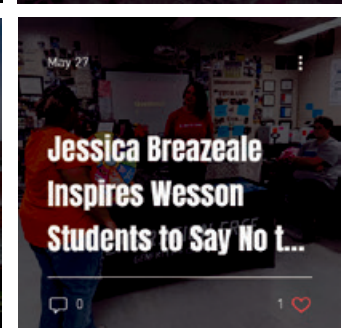 May 27
Jessica Breazeale
Inspires Wesson
Students to Say No t...
0
1